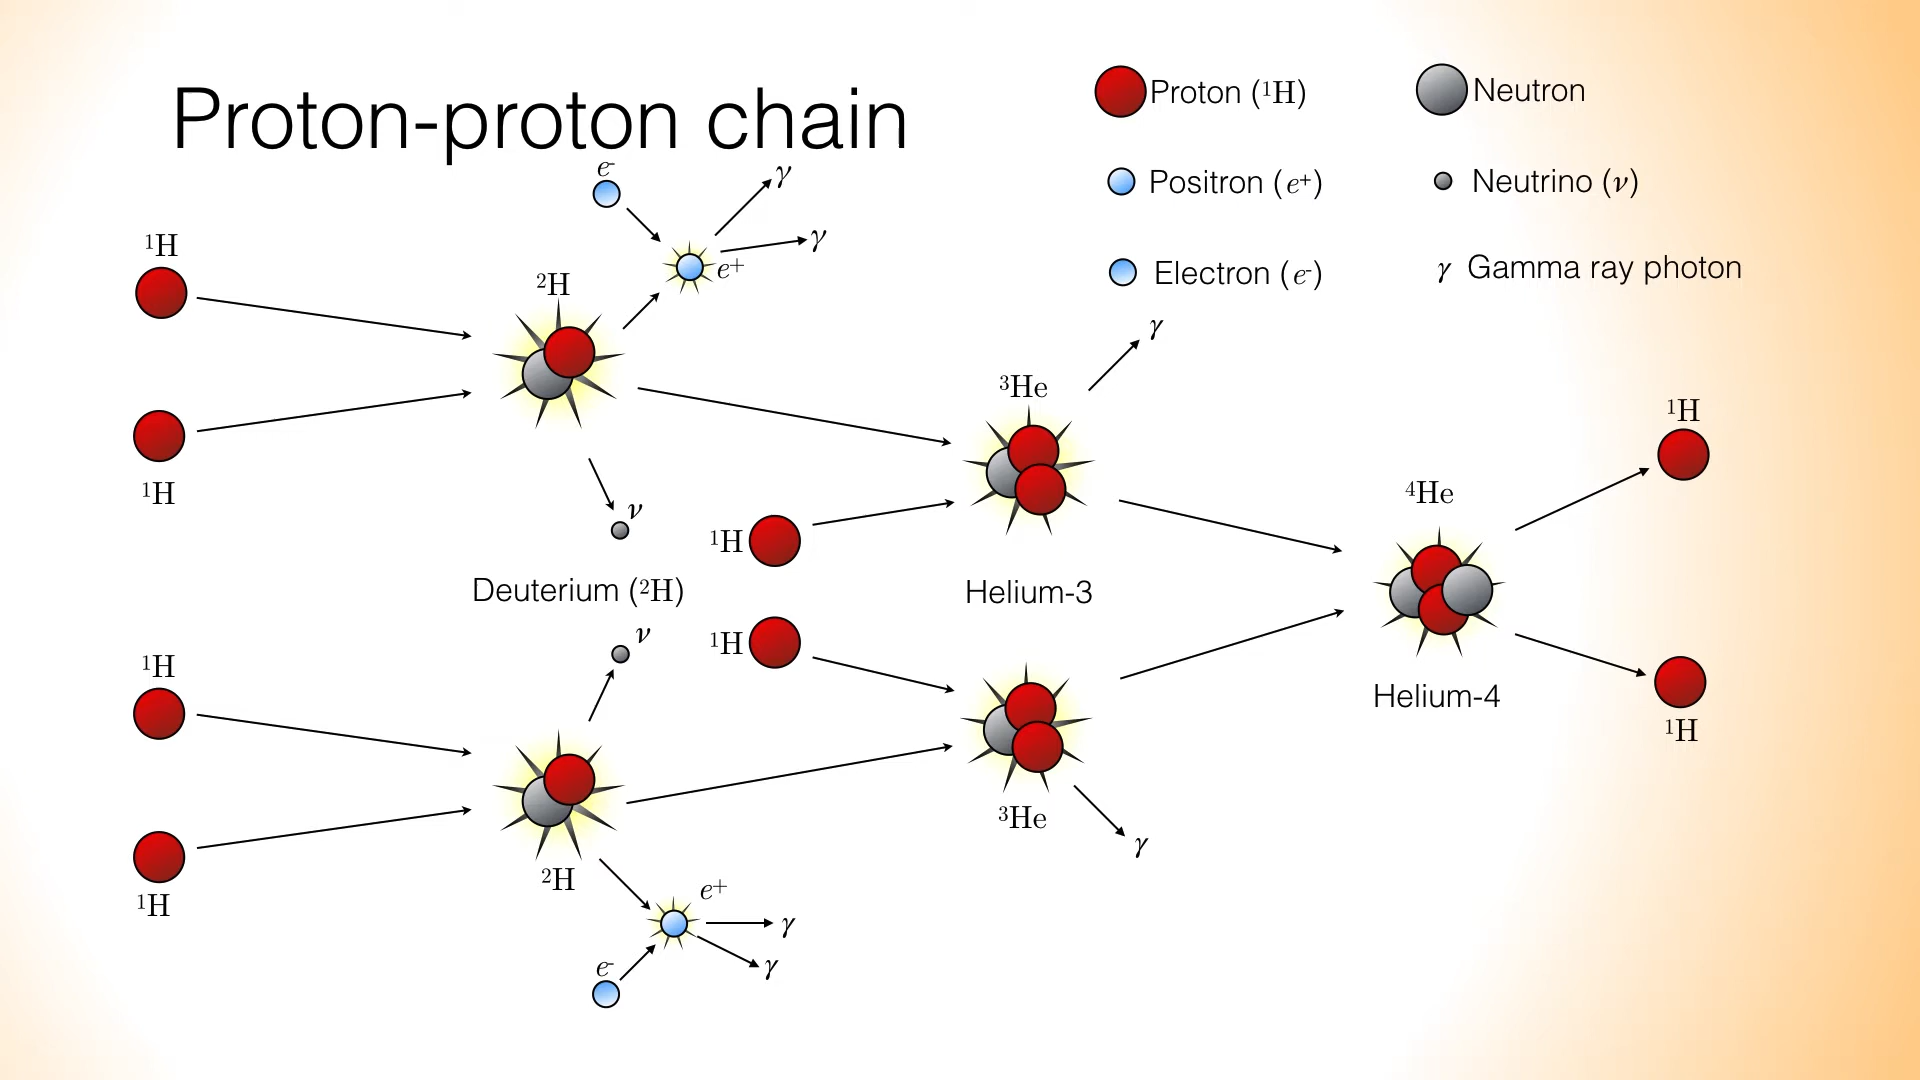 Proton-proton chain
Proton (¹H)
Neutron
Positron (e⁺)
Neutrino (ν)
Electron (e⁻)
γ Gamma ray photon
e⁻
γ
γ
e⁺
¹H
²H
¹H
ν
γ
³He
¹H
Deuterium (²H)
Helium-3
⁴He
Helium-4
¹H
¹H
¹H
ν
¹H
¹H
²H
³He
γ
e⁺
γ
γ
e⁻